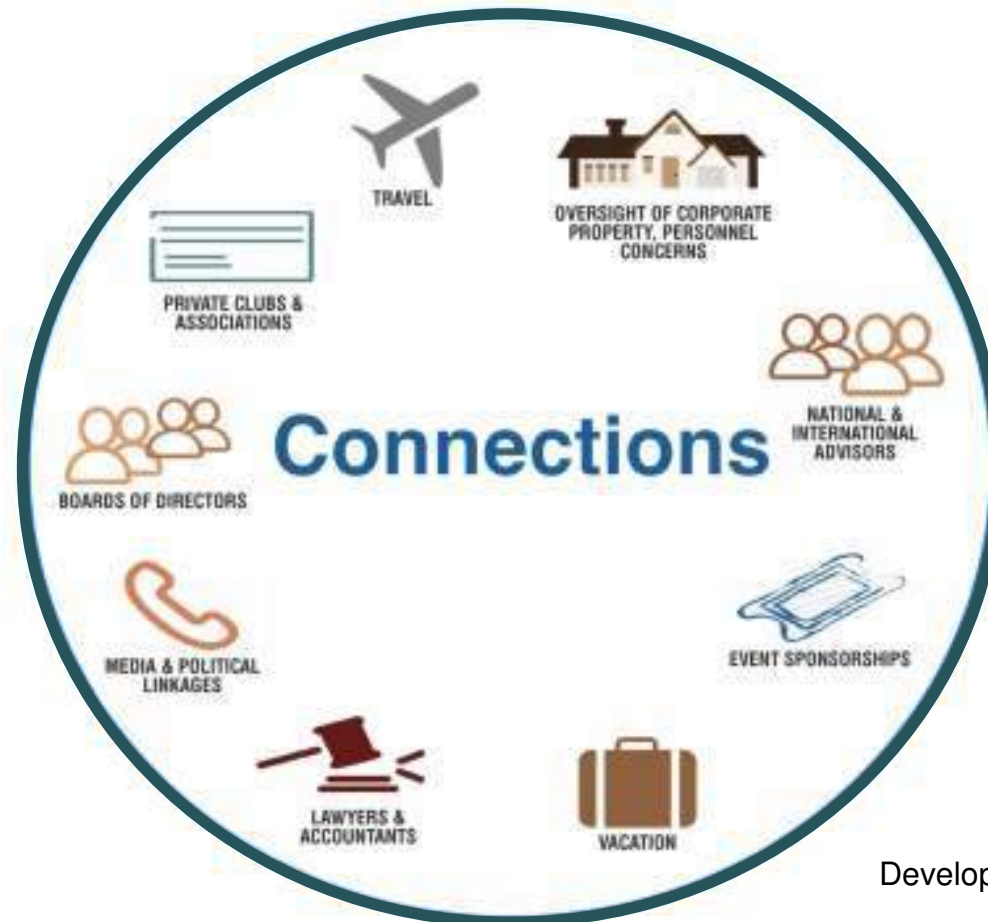 TRAVEL
OVERSIGHT OF CORPORATE
PROPERTY, PERSONNEL
CONCERNS
PRIVATE CLUBS &
ASSOCIATIONS
NATIONAL &
INTERNATIONAL
ADVISORS
Connections
BOARDS OF DIRECTORS
MEDIA & POLITICAL
LINKAGES
EVENT SPONSORSHIPS
LAWYERS &
ACCOUNTANTS
VACATION
Develop